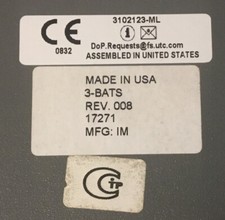 CE
0832
3102123-ML
DoP.Requests@fs.utc.com
ASSEMBLED IN UNITED STATES
MADE IN USA
3-BATS
REV. 008
17271
MFG: IM